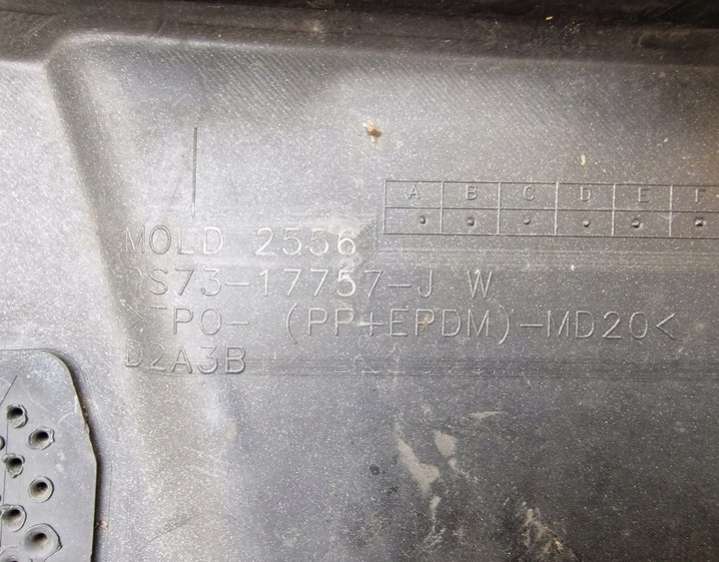 A B C D E F
MOLD 2556
S73-17757-J W
TPO-(PP+EPDM)-MD20<
D2A3B